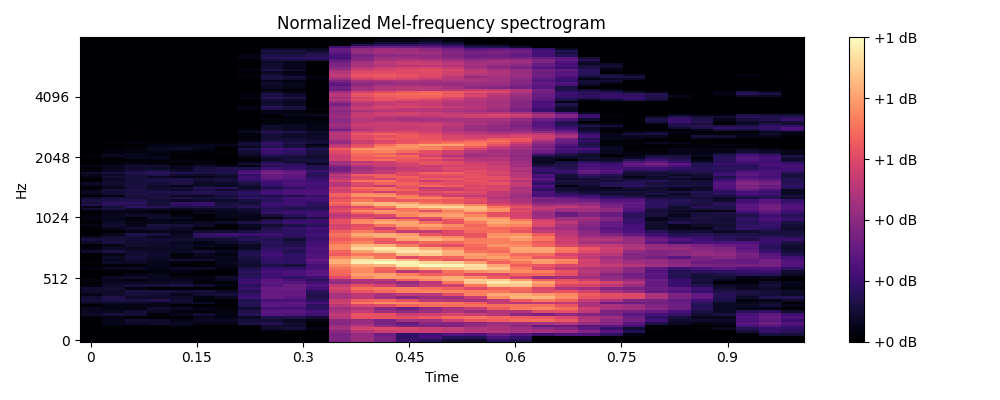 Normalized Mel-frequency spectrogram
+1 dB
+1 dB
+1 dB
+0 dB
+0 dB
+0 dB
Hz
4096
2048
1024
512
0
0 0.15 0.3 0.45 0.6 0.75 0.9
Time